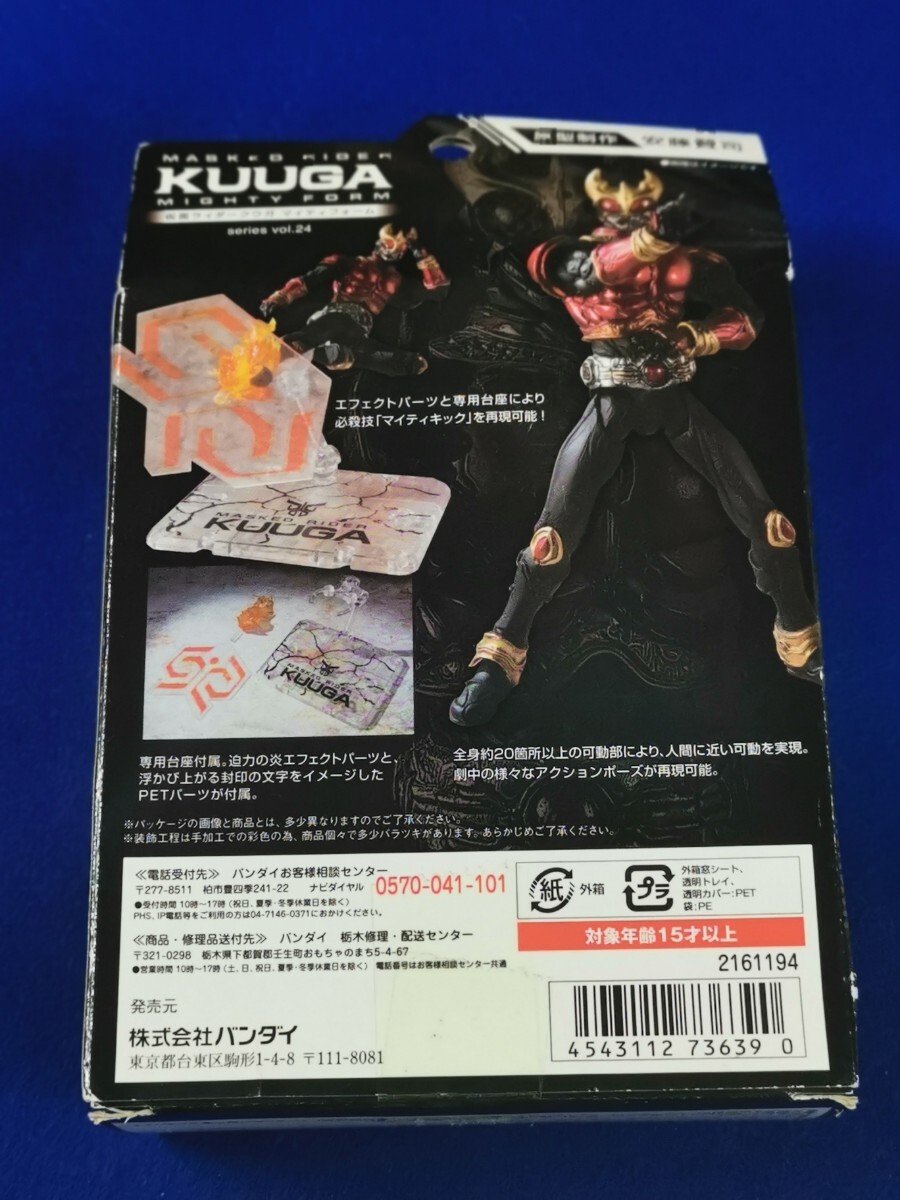 MASKED RIDER
KUUGA
MIGHTY FORM
仮面ライダークウガ マイティフォーム
series vol.24
原型制作 安藤賢司
エフェクトパーツと専用台座により
必殺技「マイティキック」を再現可能!
MASKED RIDER
KUUGA
MASKED RIDER
KUUGA
専用台座付属。迫力の炎エフェクトパーツと、
浮かび上がる封印の文字をイメージした
PETパーツが付属。
全身約20箇所以上の可動部により、人間に近い可動を実現。
劇中の様々なアクションポーズが再現可能。
※パッケージの画像と商品とは、多少異なりますのでご了承ください。
※装飾工程は手加工での彩色の為、商品個々で多少バラツキがあります。あらかじめご了承ください。
≪電話受付先≫ バンダイお客様相談センター
〒277-8511 柏市豊四季241-22 ナビダイヤル 0570-041-101
●受付時間 10時〜17時(祝日、夏季・冬季休業日を除く)
PHS、IP電話等をご利用の方は04-7146-0371におかけください。
≪商品・修理品送付先≫ バンダイ 栃木修理・配送センター
〒321-0298 栃木県下都賀郡壬生町おもちゃのまち5-4-67
●営業時間 10時〜17時(土、日、祝日、夏季・冬季休業日を除く) 電話番号はお客様相談センター共通
発売元
株式会社バンダイ
東京都台東区駒形1-4-8 〒111-8081
紙 外箱
プラ
外箱窓シート、
透明トレイ、
透明カバー:PET
袋:PE
対象年齢15才以上
2161194
4543112 736390